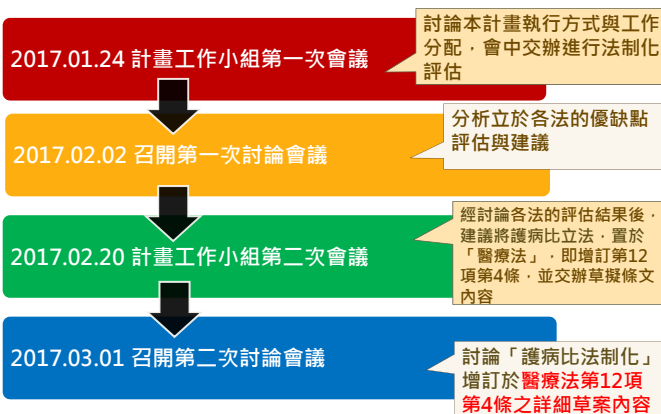 2017.01.24 計畫工作小組第一次會議
討論本計畫執行方式與工作
分配，會中交辦進行法制化
評估
2017.02.02 召開第一次討論會議
分析立於各法的優缺點
評估與建議
2017.02.20 計畫工作小組第二次會議
經討論各法的評估結果後，
建議將護病比立法，置於
「醫療法」，即增訂第12
項第4條，並交辦草擬條文
內容
2017.03.01 召開第二次討論會議
討論「護病比法制化」
增訂於醫療法第12項
第4條之詳細草案內容